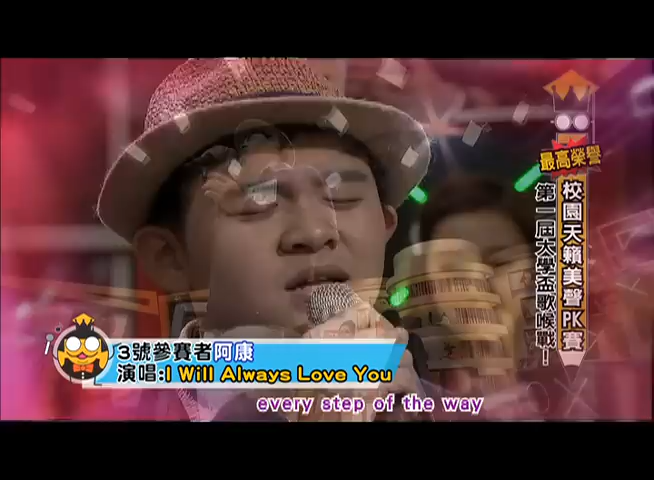 最高榮譽
校園天籟美聲PK賽
第一屆大學盃歌喉戰！
3號參賽者阿康
演唱:I Will Always Love You
every step of the way